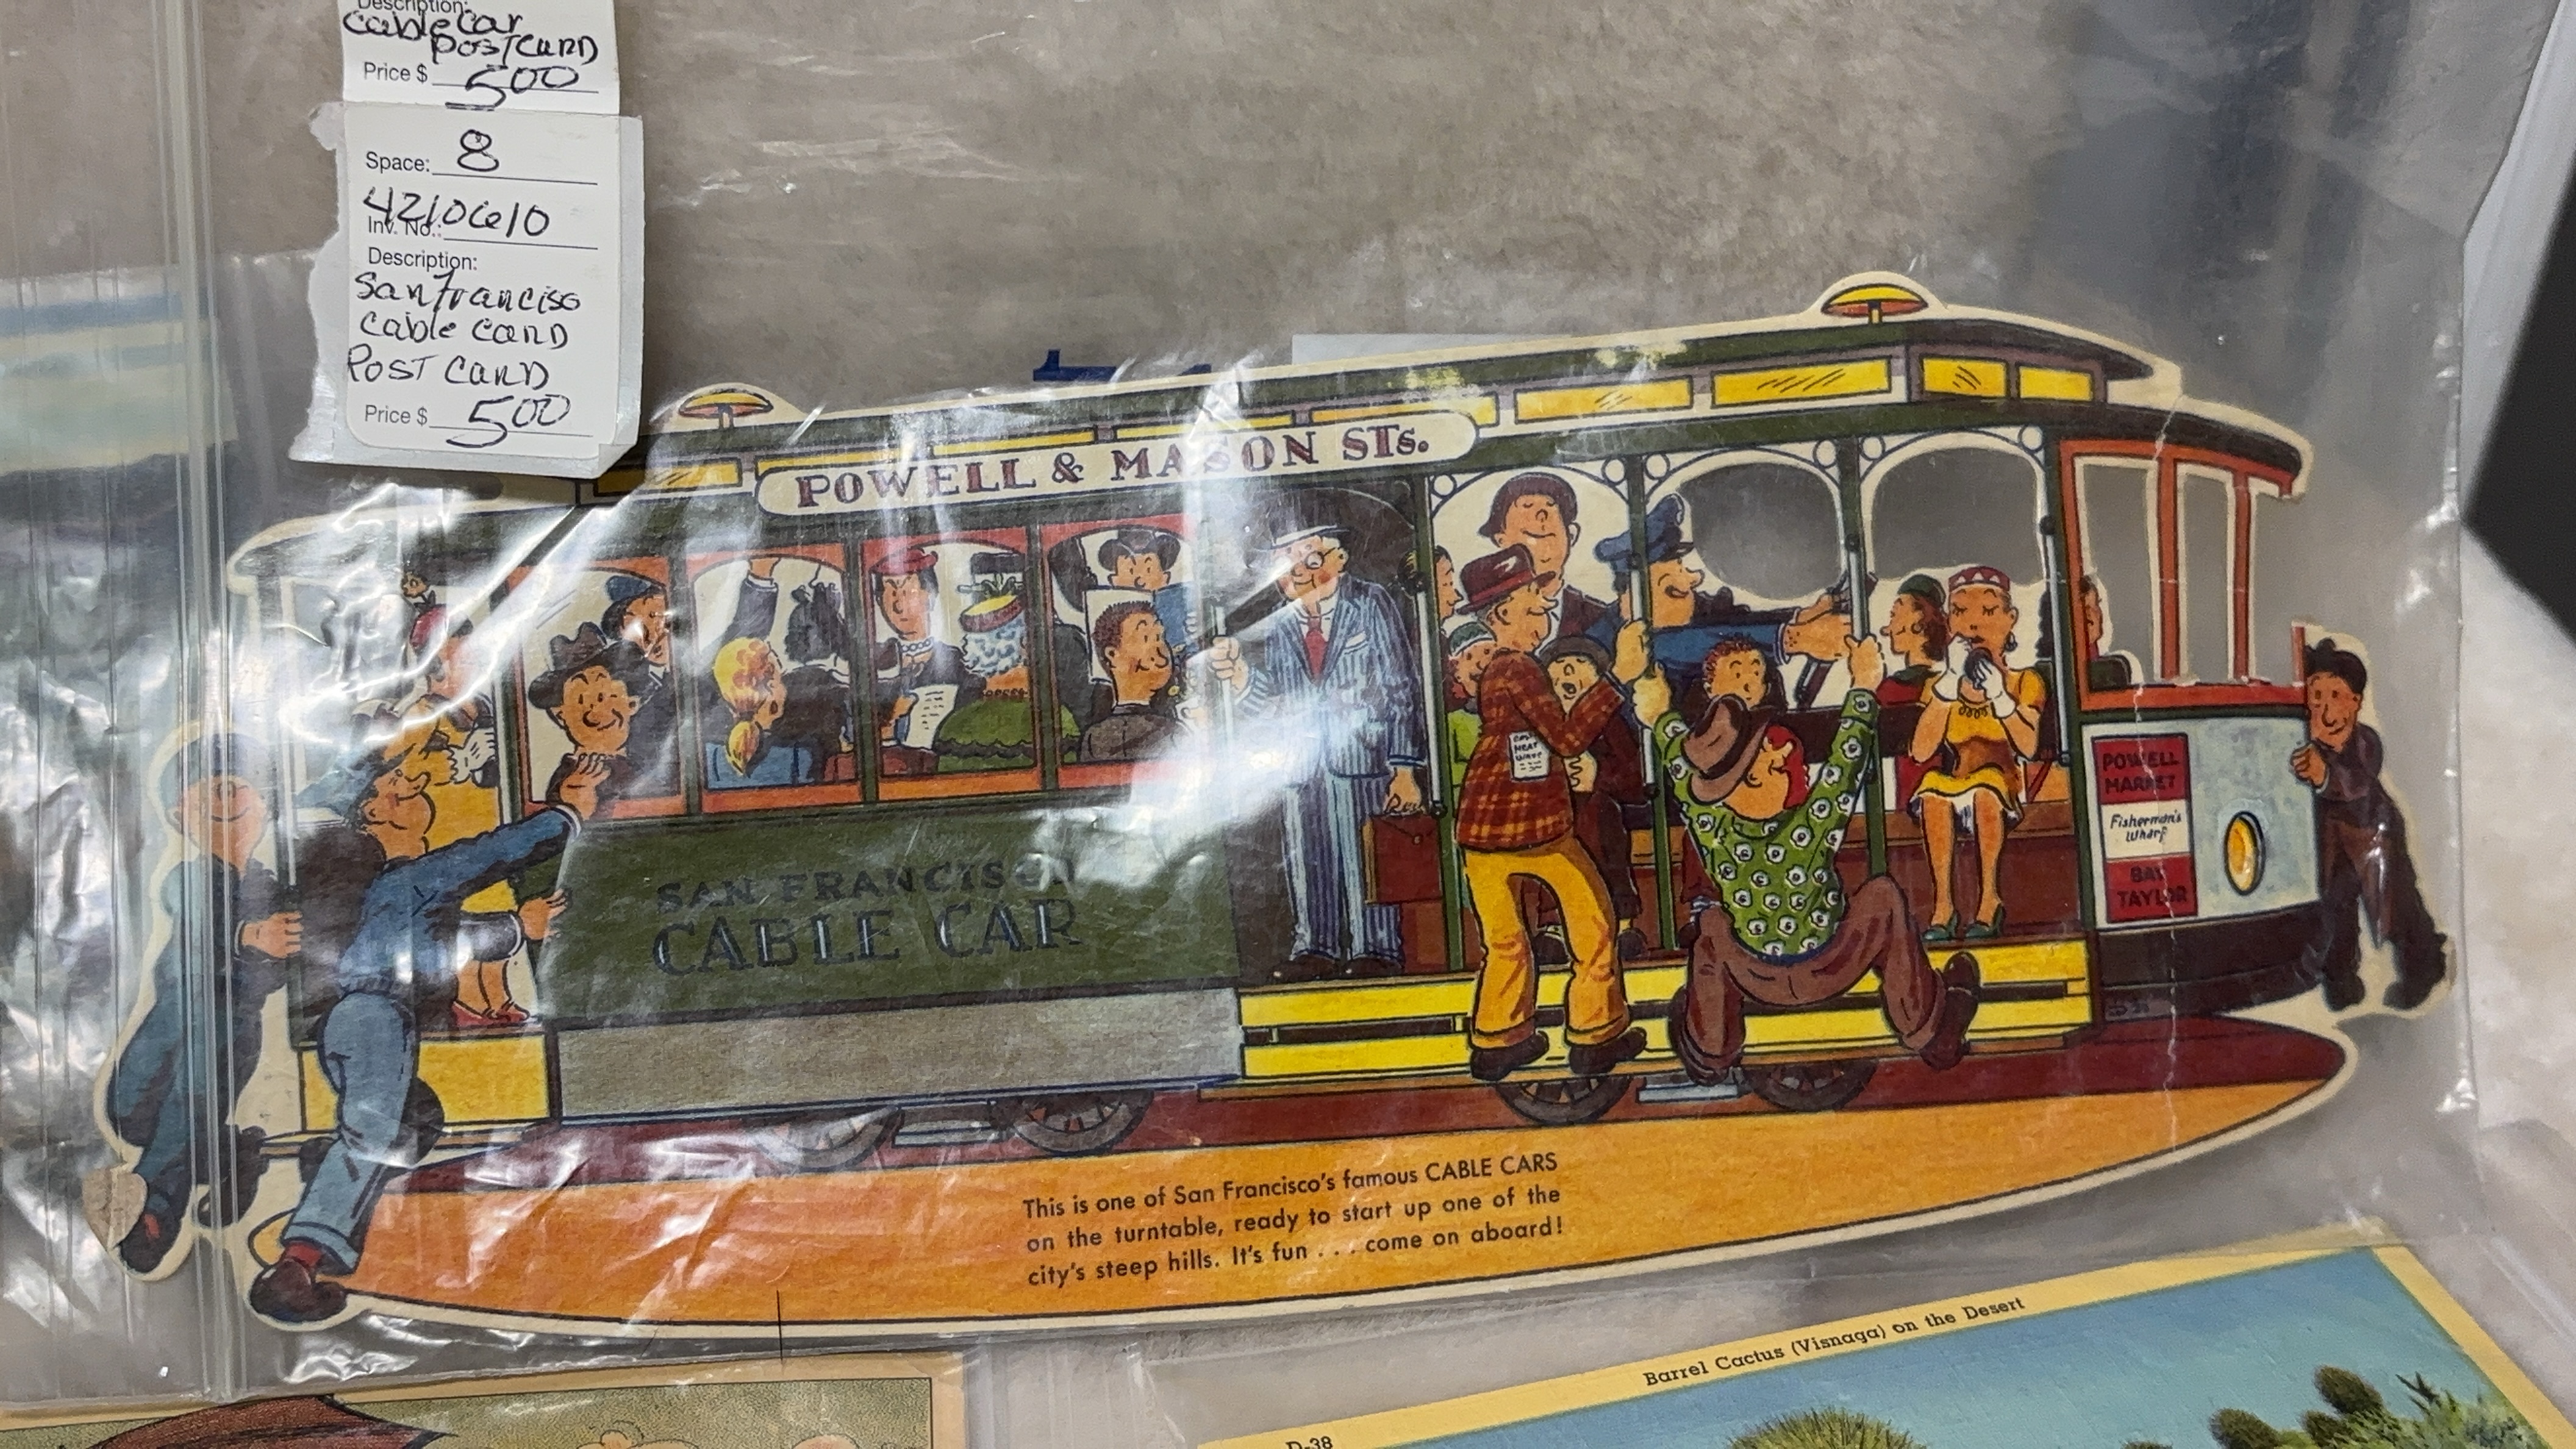 Description:
Cable Car
PostCard
Price $ 500
Space: 8
4210610
Inv. No.:
Description:
San Franciso
Cable Card
Post Card
Price $ 500
POWELL & MASON STs.
SAN FRANCISCO
CABLE CAR
POWELL
MARKET
Fisherman's
Wharf
BAY
TAYLOR
This is one of San Francisco's famous CABLE CARS
on the turntable, ready to start up one of the
city's steep hills. It's fun . . . come on aboard!
Barrel Cactus (Visnaga) on the Desert
D-38